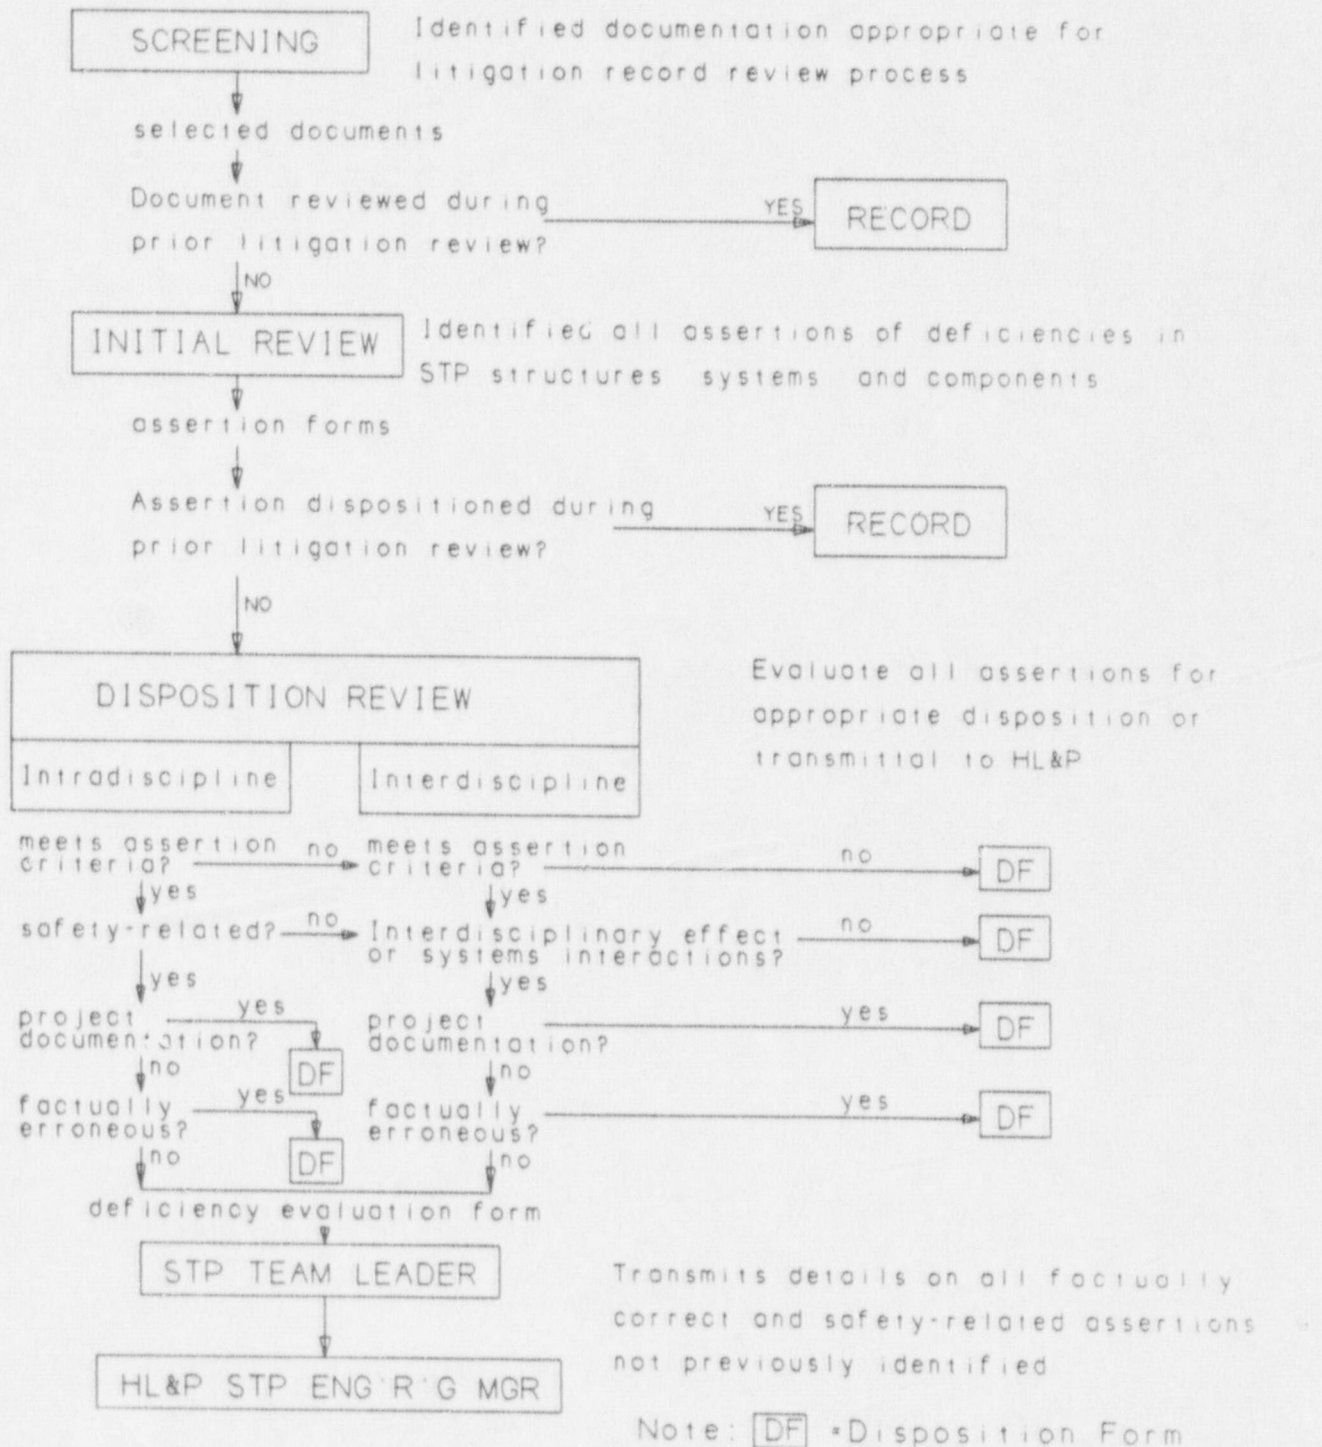 SCREENING
Identified documentation appropriate for
litigation record review process
selected documents
Document reviewed during
prior litigation review?
YES
RECORD
NO
INITIAL REVIEW
Identified all assertions of deficiencies in
STP structures systems and components
assertion forms
Assertion dispositioned during
prior litigation review?
YES
RECORD
NO
DISPOSITION REVIEW
Evaluate all assertions for
appropriate disposition or
transmittal to HL&P
Intradiscipline
Interdiscipline
meets assertion
criteria?
no
meets assertion
criteria?
no
DF
yes
yes
safety-related?
no
Interdisciplinary effect
or systems interactions?
no
DF
yes
yes
project
documentation?
yes
DF
project
documentation?
yes
DF
no
no
factually
erroneous?
yes
DF
factually
erroneous?
yes
DF
no
no
deficiency evaluation form
STP TEAM LEADER
Transmits details on all factually
correct and safety-related assertions
not previously identified
HL&P STP ENG'R'G MGR
Note: DF =Disposition Form